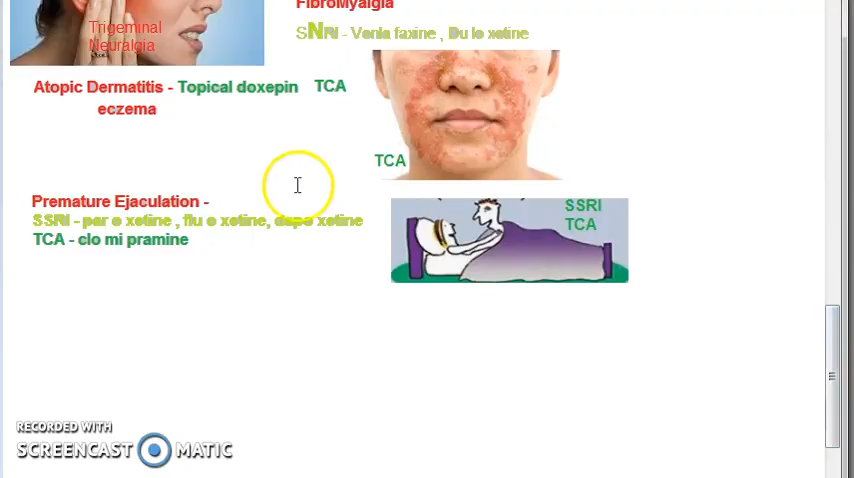 FibroMyalgia
Trigeminal
Neuralgia
SNRI - Venla faxine , Du lo xetine
Atopic Dermatitis - Topical doxepin TCA
eczema
TCA
Premature Ejaculation -
SSRI - par o xetine , flu o xetine, dapo xetine
TCA - clo mi pramine
SSRI
TCA
RECORDED WITH
SCREENCAST MATIC